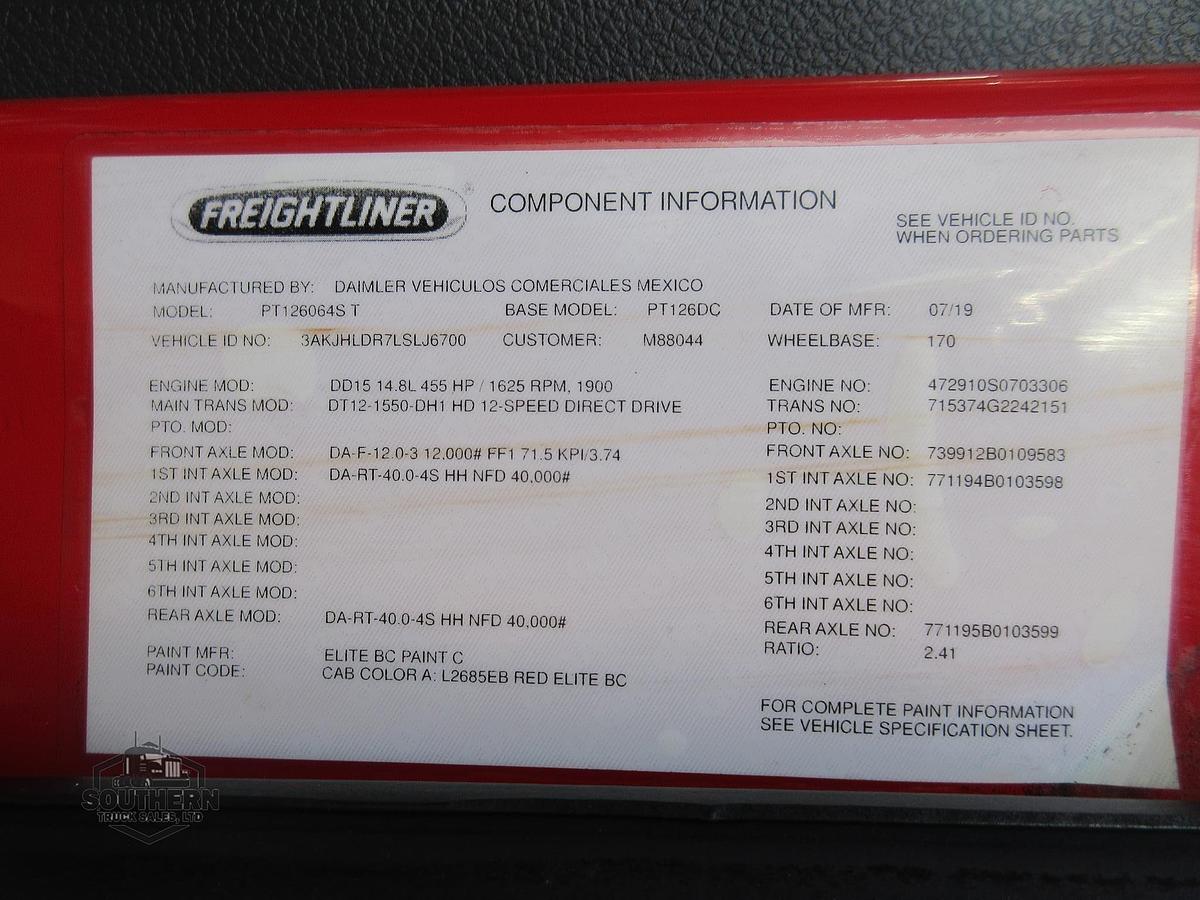 FREIGHTLINER ®
COMPONENT INFORMATION
SEE VEHICLE ID NO.
WHEN ORDERING PARTS
MANUFACTURED BY: DAIMLER VEHICULOS COMERCIALES MEXICO
MODEL: PT126064S T BASE MODEL: PT126DC DATE OF MFR: 07/19
VEHICLE ID NO: 3AKJHLDR7LSLJ6700 CUSTOMER: M88044 WHEELBASE: 170
ENGINE MOD: DD15 14.8L 455 HP / 1625 RPM, 1900 ENGINE NO: 472910S0703306
MAIN TRANS MOD: DT12-1550-DH1 HD 12-SPEED DIRECT DRIVE TRANS NO: 715374G2242151
PTO. MOD: PTO. NO:
FRONT AXLE MOD: DA-F-12.0-3 12,000# FF1 71.5 KPI/3.74 FRONT AXLE NO: 739912B0109583
1ST INT AXLE MOD: DA-RT-40.0-4S HH NFD 40,000# 1ST INT AXLE NO: 771194B0103598
2ND INT AXLE MOD: 2ND INT AXLE NO:
3RD INT AXLE MOD: 3RD INT AXLE NO:
4TH INT AXLE MOD: 4TH INT AXLE NO:
5TH INT AXLE MOD: 5TH INT AXLE NO:
6TH INT AXLE MOD: 6TH INT AXLE NO:
REAR AXLE MOD: DA-RT-40.0-4S HH NFD 40,000# REAR AXLE NO: 771195B0103599
RATIO: 2.41
PAINT MFR: ELITE BC PAINT C
PAINT CODE: CAB COLOR A: L2685EB RED ELITE BC
FOR COMPLETE PAINT INFORMATION
SEE VEHICLE SPECIFICATION SHEET.
SOUTHERN
TRUCK SALES, LTD